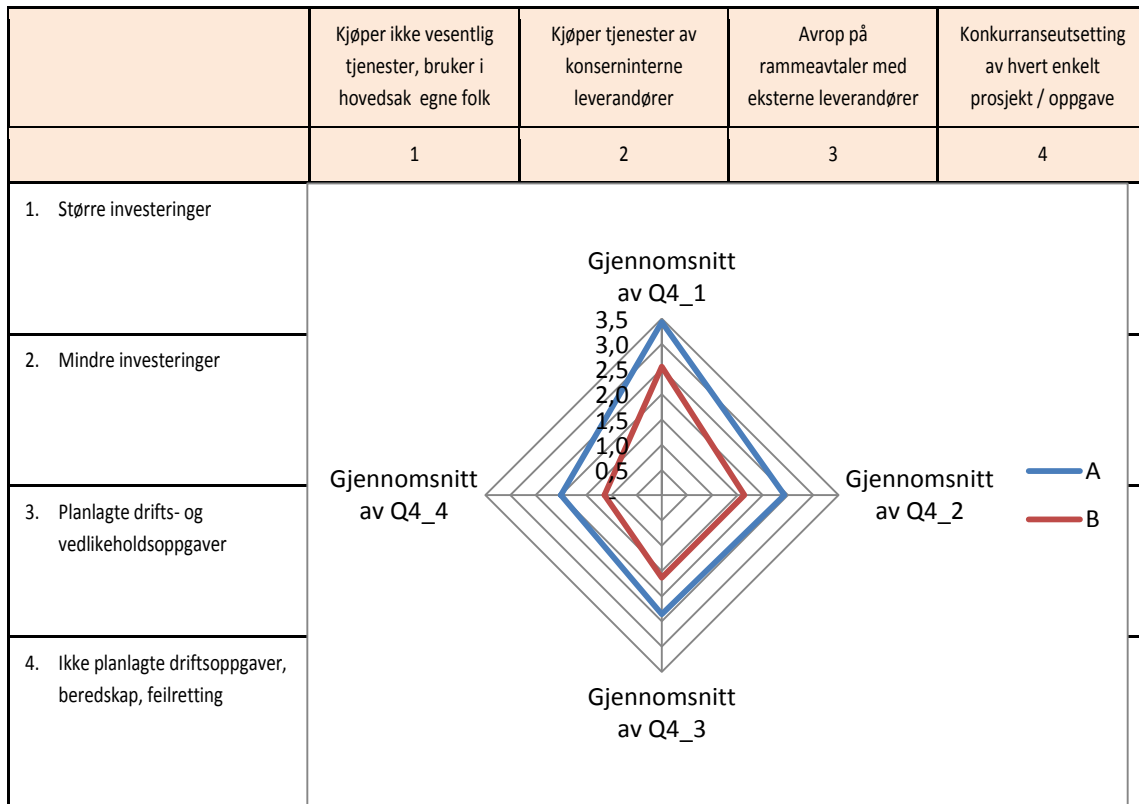 Kjøper ikke vesentlig
tjenester, bruker i
hovedsak egne folk
Kjøper tjenester av
konserninterne
leverandører
Avrop på
rammeavtaler med
eksterne leverandører
Konkurranseutsetting
av hvert enkelt
prosjekt / oppgave
1
2
3
4
1. Større investeringer
2. Mindre investeringer
3. Planlagte drifts- og
vedlikeholdsoppgaver
4. Ikke planlagte driftsoppgaver,
beredskap, feilretting
Gjennomsnitt
av Q4_1
3,5
3,0
2,5
2,0
1,5
1,0
0,5
-
Gjennomsnitt
av Q4_4
Gjennomsnitt
av Q4_2
Gjennomsnitt
av Q4_3
A
B